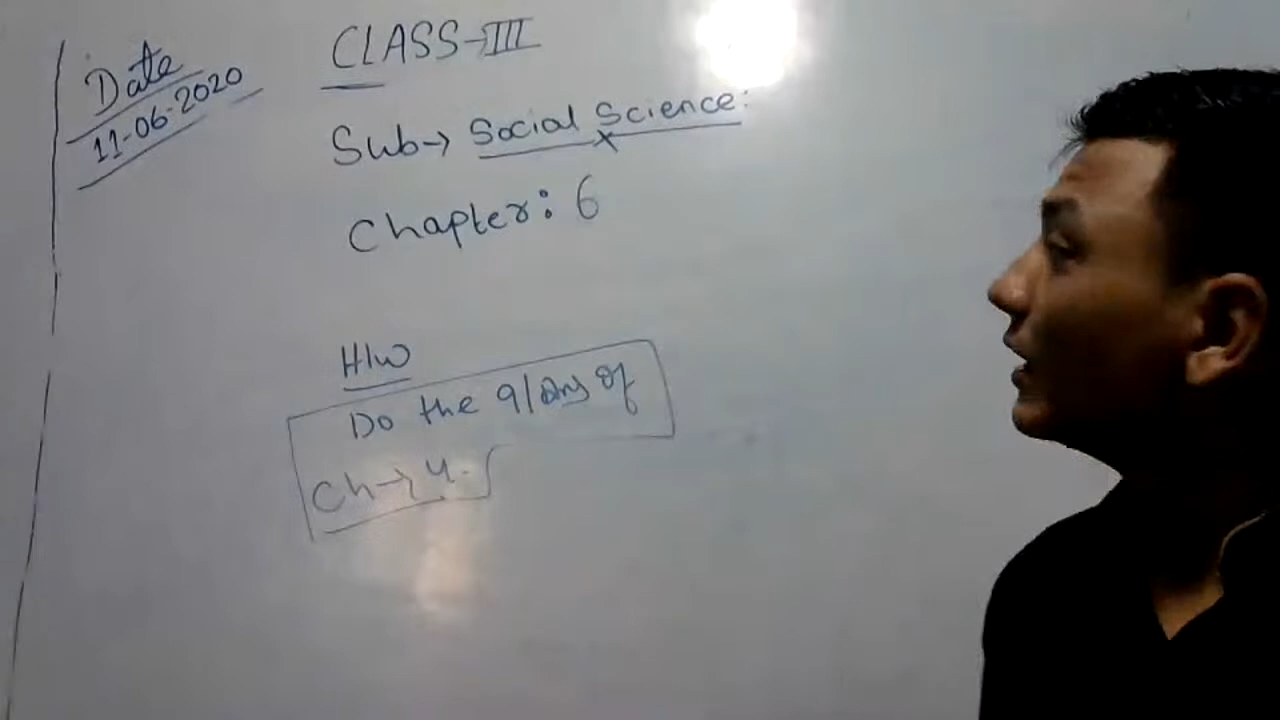 Date
11-06-2020
CLASS-III
Sub→ Social Science:
Chapter: 6
H/W
Do the q/Ans of
Ch→ 4.